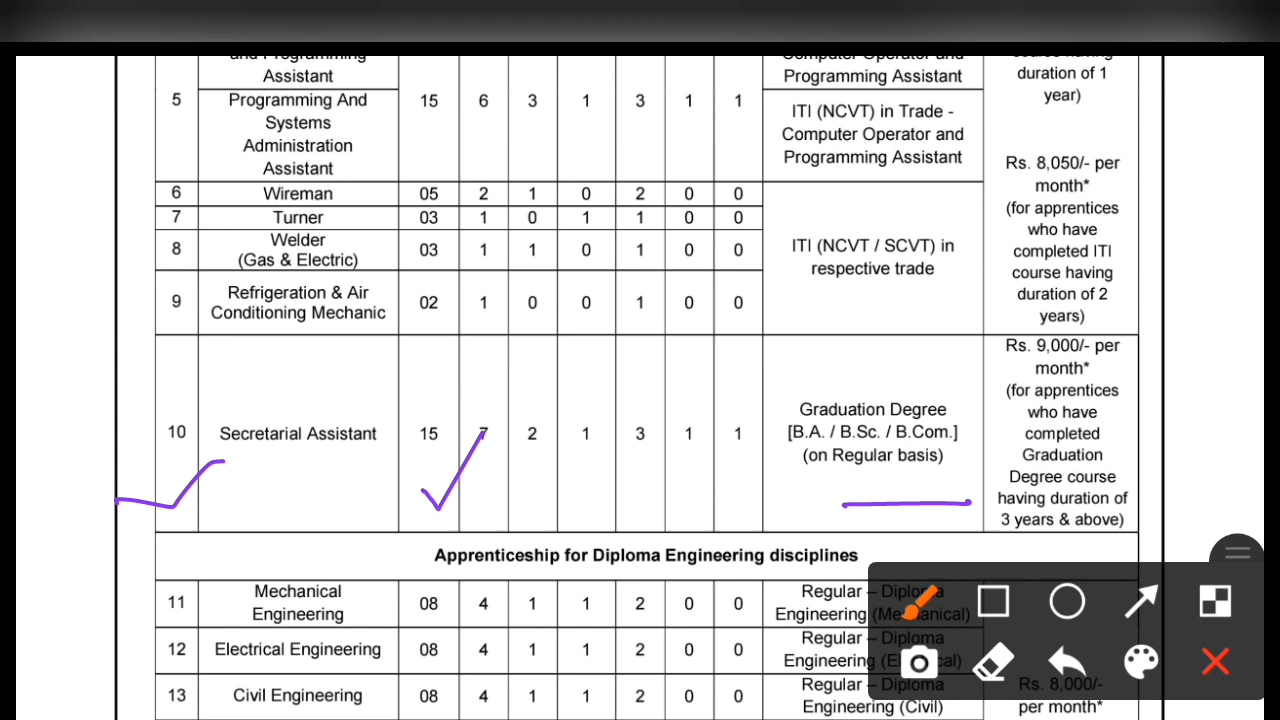 and Programming
Assistant
Computer Operator and
Programming Assistant
course having
duration of 1
year)
5
Programming And
Systems
Administration
Assistant
15 6 3 1 3 1 1
ITI (NCVT) in Trade -
Computer Operator and
Programming Assistant
6 Wireman 05 2 1 0 2 0 0
7 Turner 03 1 0 1 1 0 0
8 Welder
(Gas & Electric) 03 1 1 0 1 0 0
9 Refrigeration & Air
Conditioning Mechanic 02 1 0 0 1 0 0
ITI (NCVT / SCVT) in
respective trade
Rs. 8,050/- per
month*
(for apprentices
who have
completed ITI
course having
duration of 2
years)
10 Secretarial Assistant 15 7 2 1 3 1 1
Graduation Degree
[B.A. / B.Sc. / B.Com.]
(on Regular basis)
Rs. 9,000/- per
month*
(for apprentices
who have
completed
Graduation
Degree course
having duration of
3 years & above)
Apprenticeship for Diploma Engineering disciplines
11 Mechanical
Engineering 08 4 1 1 2 0 0
Regular – Diploma
Engineering (Mechanical)
12 Electrical Engineering 08 4 1 1 2 0 0
Regular – Diploma
Engineering (Electrical)
13 Civil Engineering 08 4 1 1 2 0 0
Regular – Diploma
Engineering (Civil)
Rs. 8,000/-
per month*